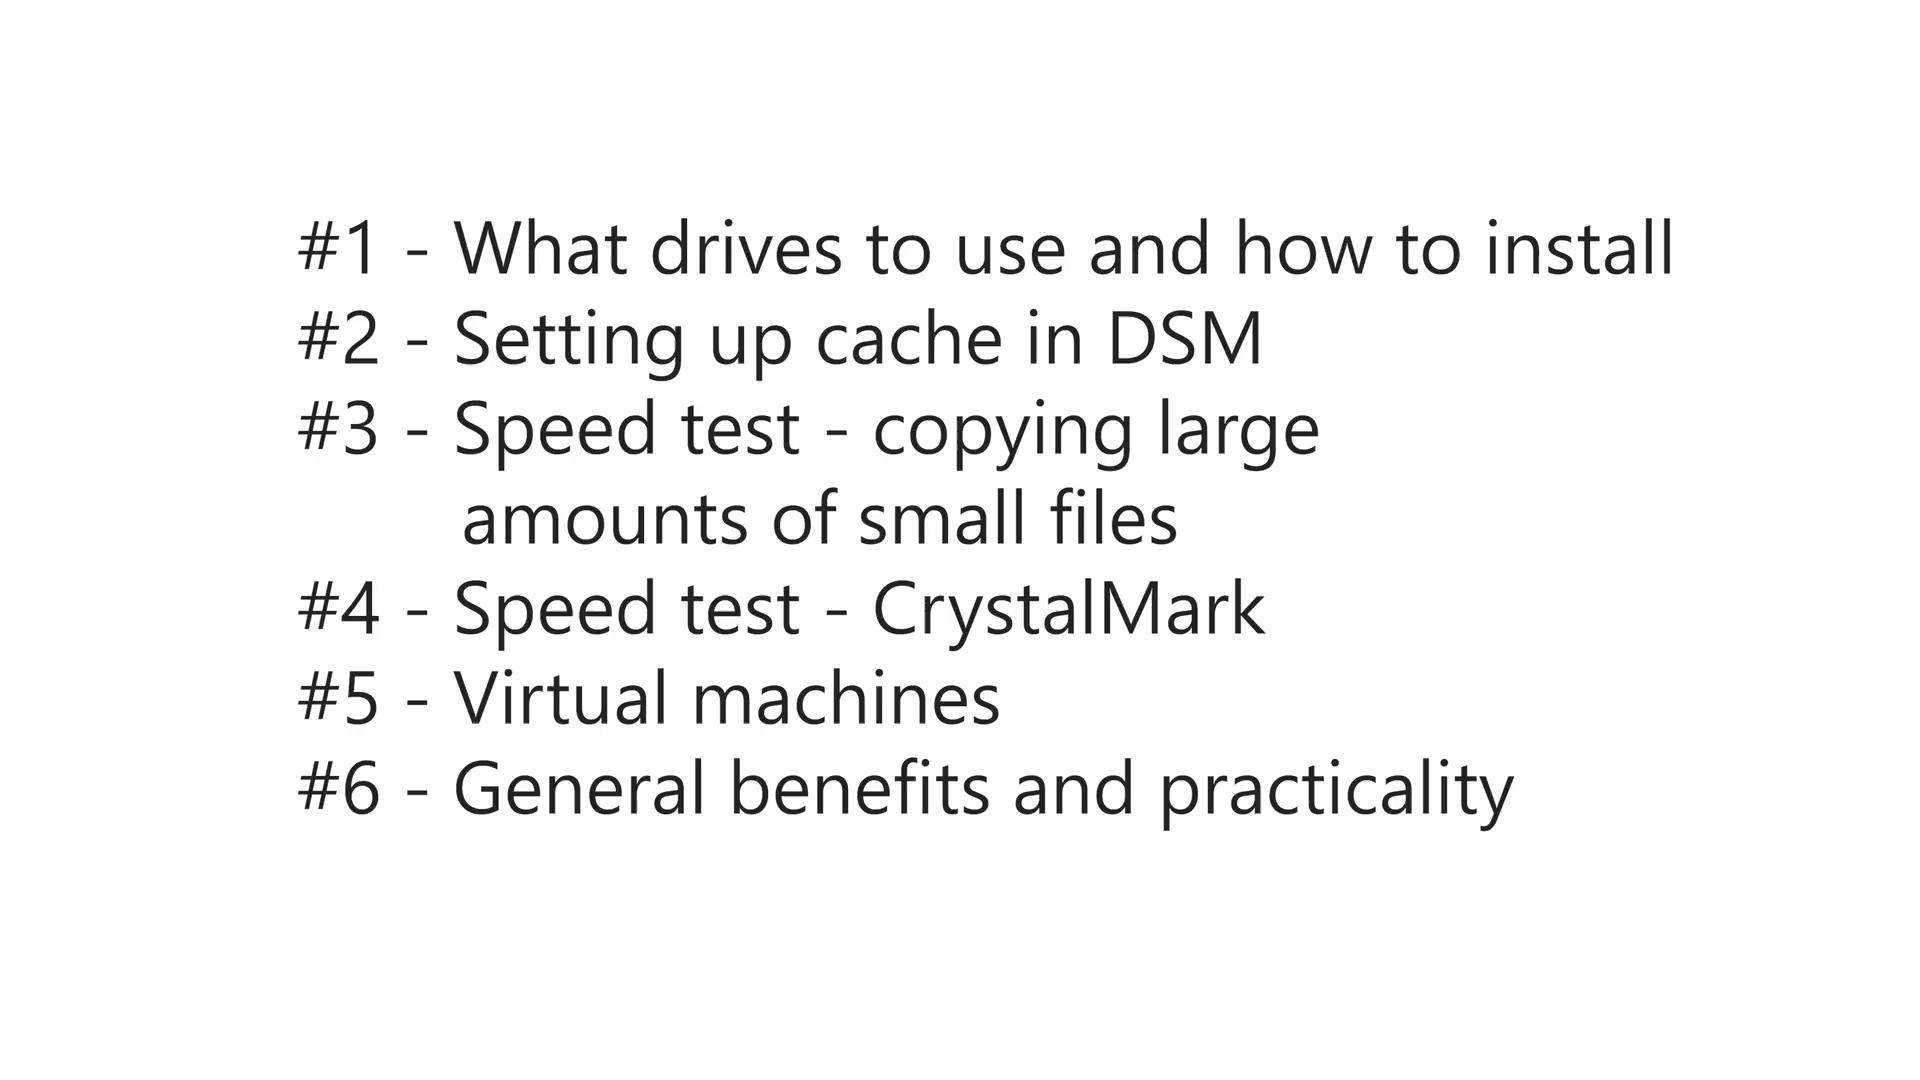 #1 - What drives to use and how to install
#2 - Setting up cache in DSM
#3 - Speed test - copying large
amounts of small files
#4 - Speed test - CrystalMark
#5 - Virtual machines
#6 - General benefits and practicality